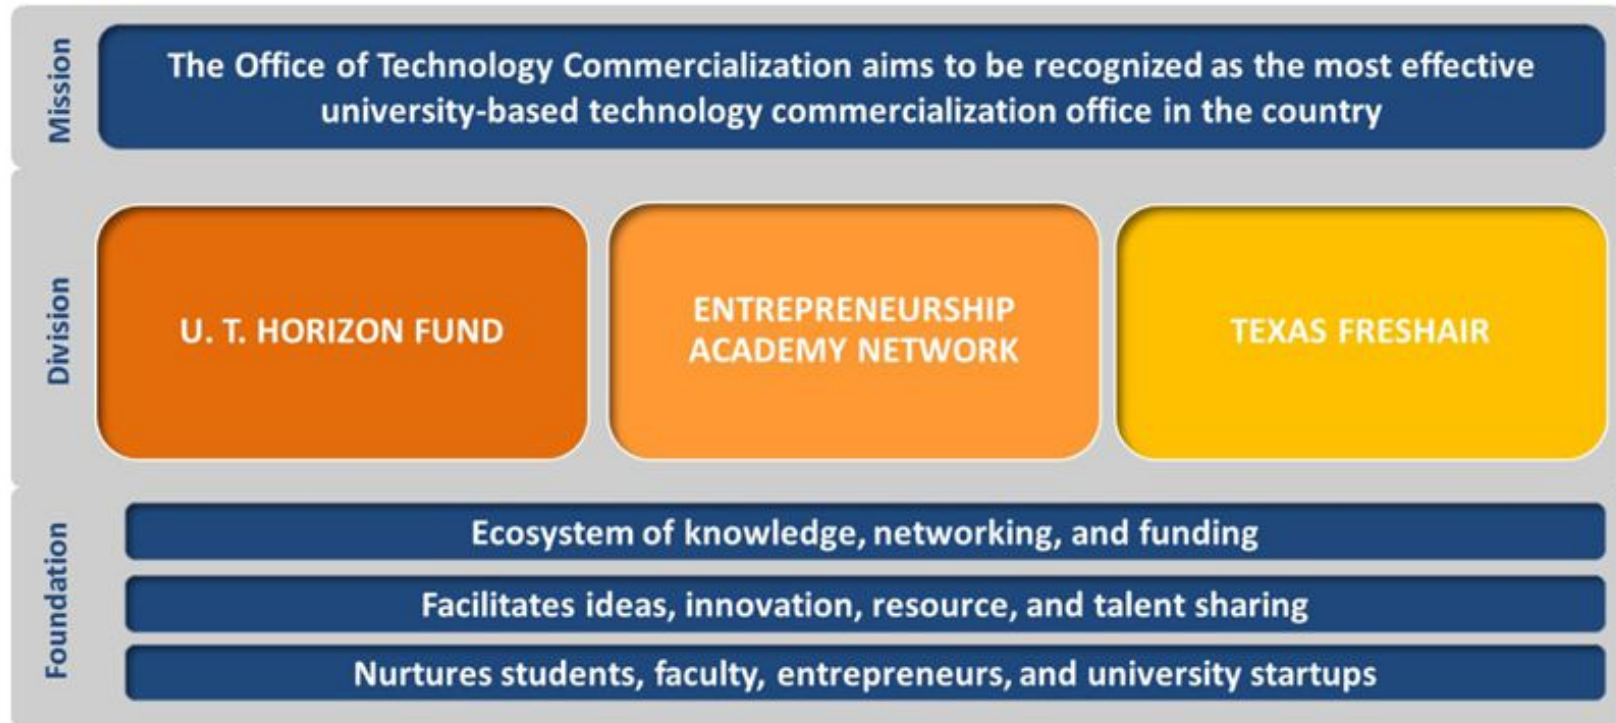 Mission
The Office of Technology Commercialization aims to be recognized as the most effective
university-based technology commercialization office in the country
Division
U. T. HORIZON FUND
ENTREPRENEURSHIP
ACADEMY NETWORK
TEXAS FRESHAIR
Foundation
Ecosystem of knowledge, networking, and funding
Facilitates ideas, innovation, resource, and talent sharing
Nurtures students, faculty, entrepreneurs, and university startups